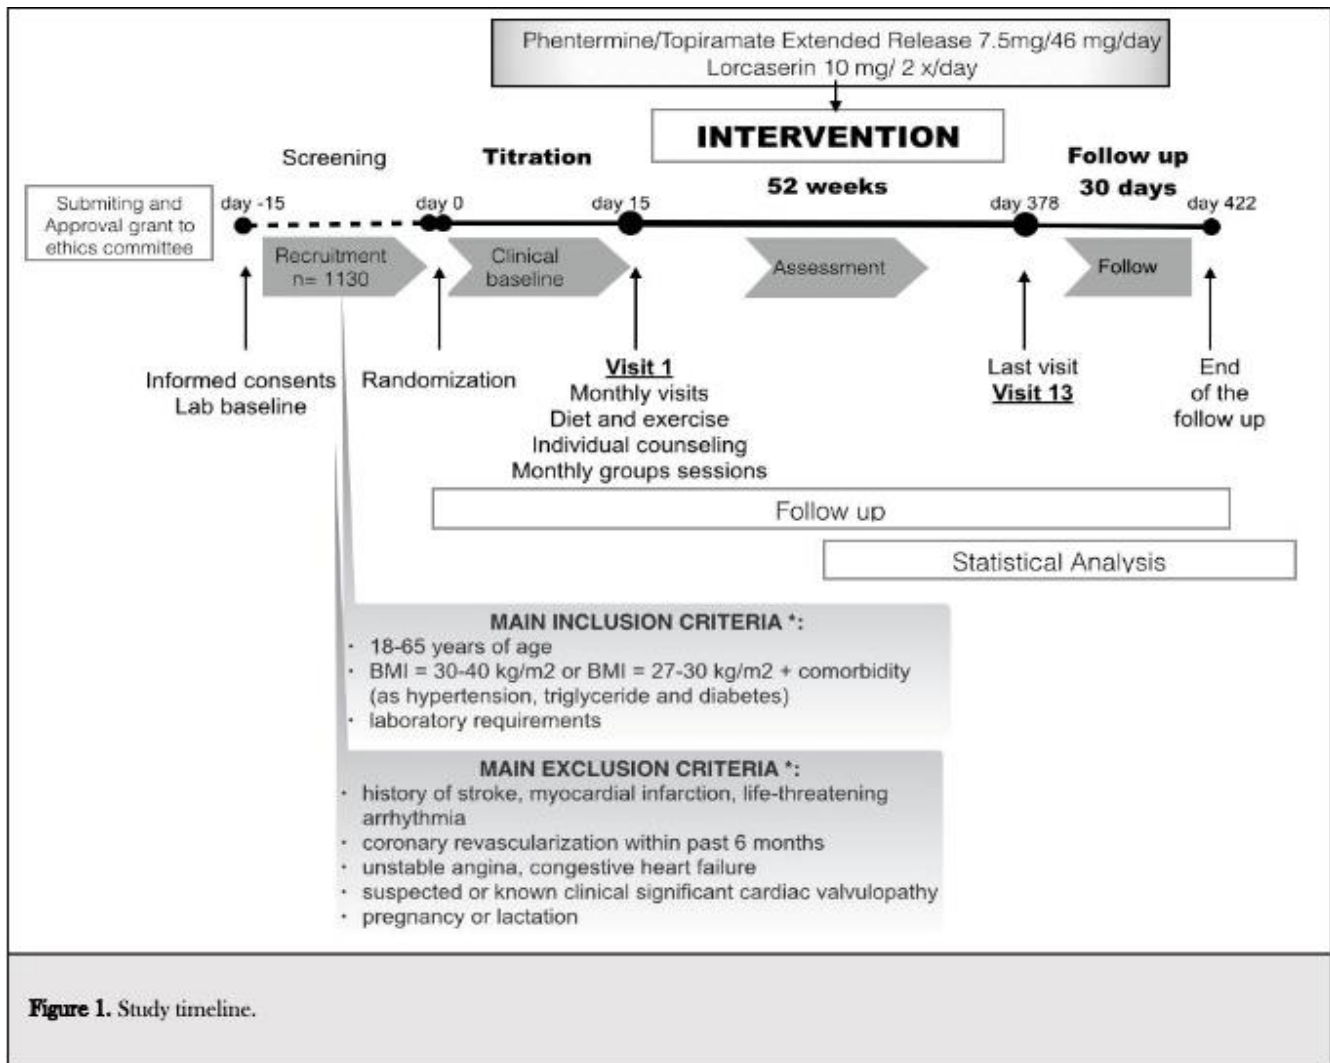 Phentermine/Topiramate Extended Release 7.5mg/46 mg/day
Lorcaserin 10 mg/ 2 x/day
INTERVENTION
Screening
Titration
52 weeks
Follow up
30 days
Submiting and
Approval grant to
ethics committee
day -15
day 0
day 15
day 378
day 422
Recruitment
n= 1130
Clinical
baseline
Assessment
Follow
Informed consents
Lab baseline
Randomization
Visit 1
Monthly visits
Diet and exercise
Individual counseling
Monthly groups sessions
Last visit
Visit 13
End
of the
follow up
Follow up
Statistical Analysis
MAIN INCLUSION CRITERIA *:
· 18-65 years of age
· BMI = 30-40 kg/m2 or BMI = 27-30 kg/m2 + comorbidity
(as hypertension, triglyceride and diabetes)
· laboratory requirements
MAIN EXCLUSION CRITERIA *:
· history of stroke, myocardial infarction, life-threatening
arrhythmia
· coronary revascularization within past 6 months
· unstable angina, congestive heart failure
· suspected or known clinical significant cardiac valvulopathy
· pregnancy or lactation
Figure 1. Study timeline.